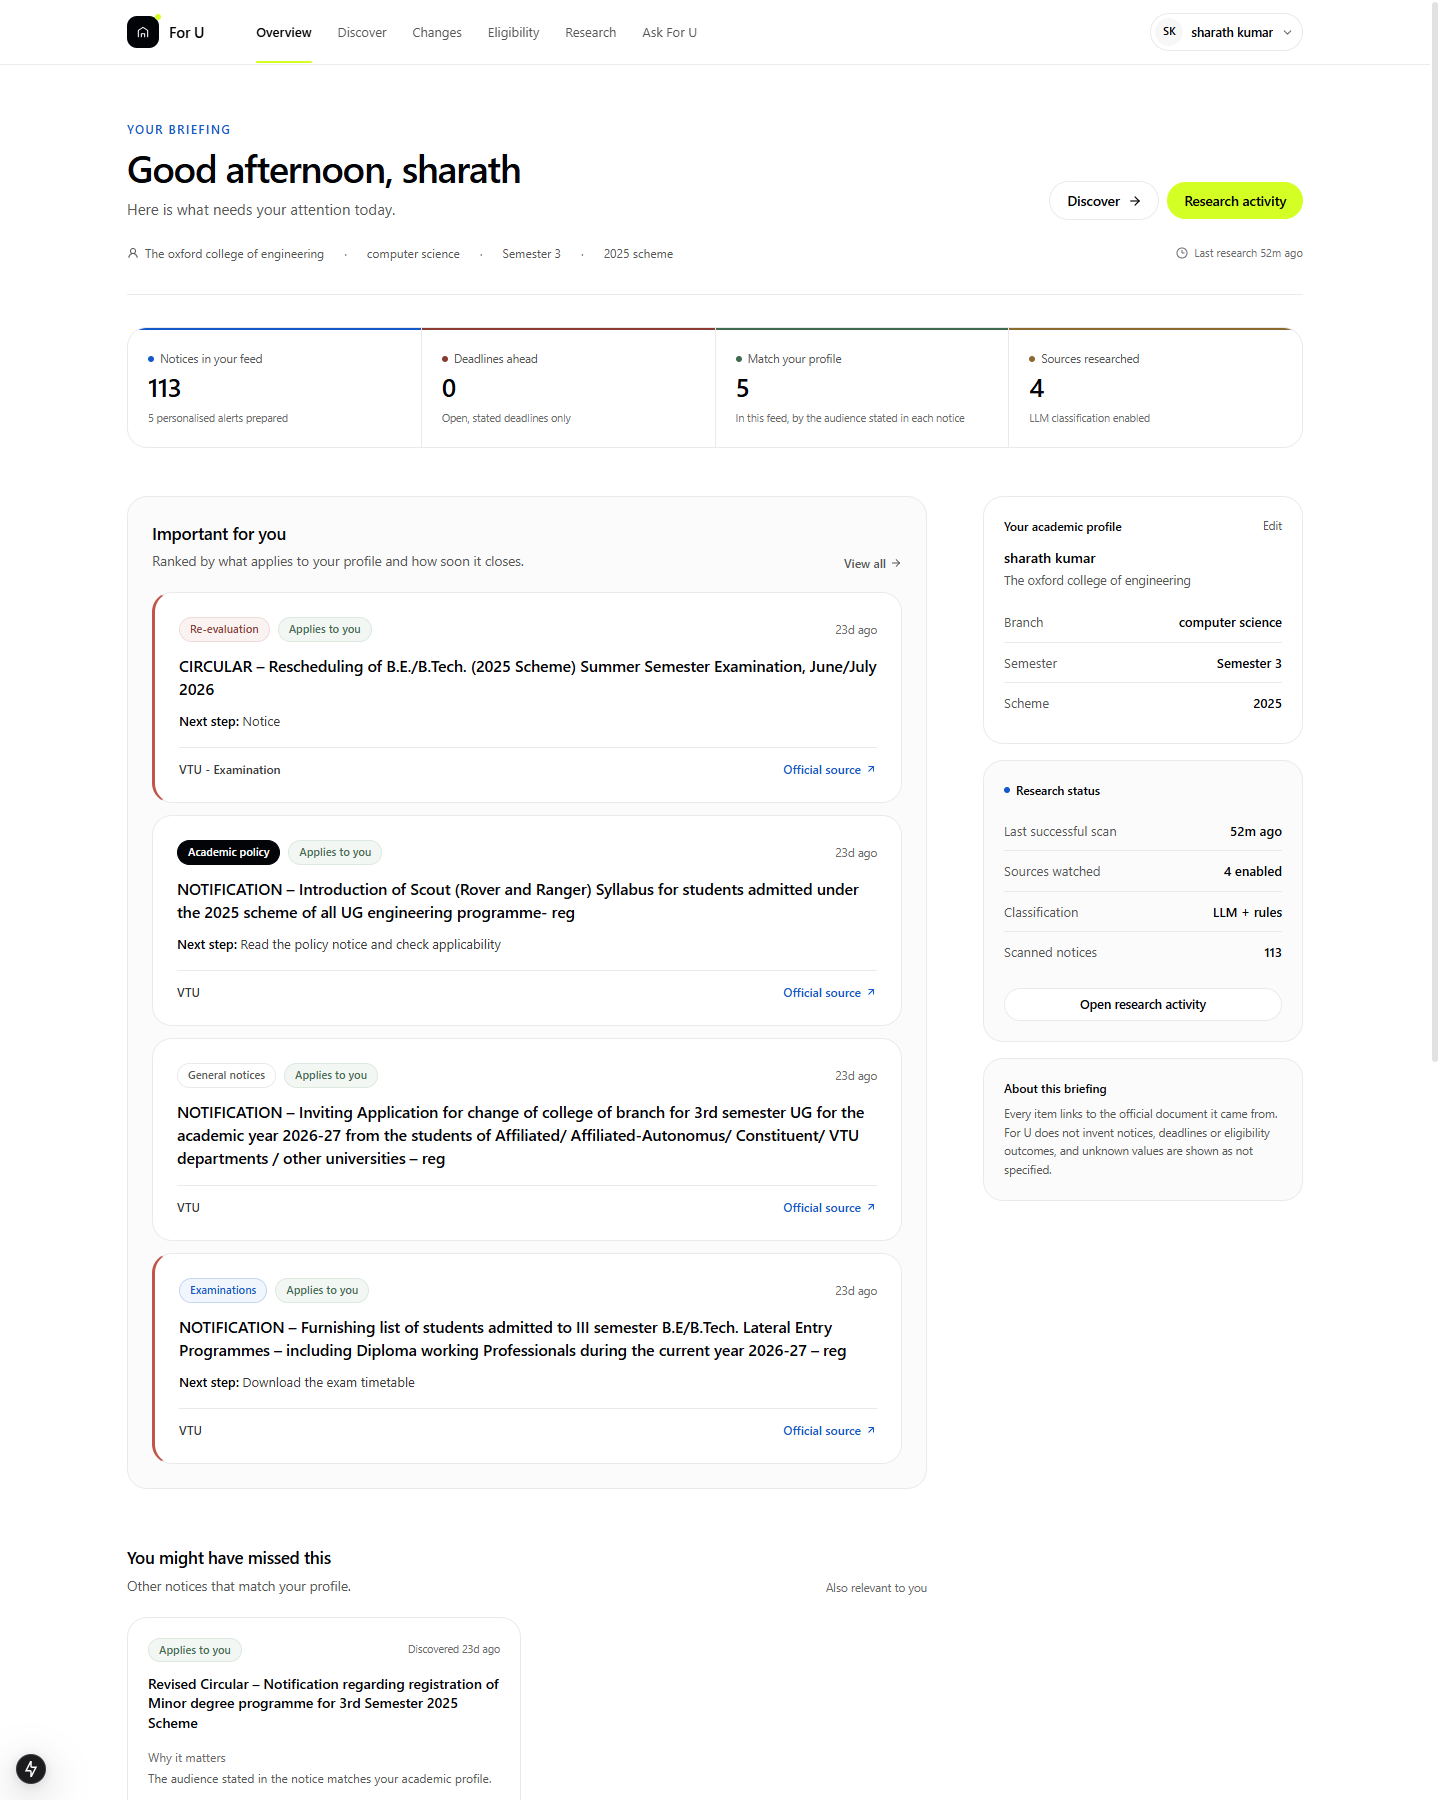 For U
Overview
Discover
Changes
Eligibility
Research
Ask For U
SK
sharath kumar
YOUR BRIEFING
Good afternoon, sharath
Here is what needs your attention today.
Discover →
Research activity
The oxford college of engineering · computer science · Semester 3 · 2025 scheme
Last research 52m ago
Notices in your feed
113
5 personalised alerts prepared
Deadlines ahead
0
Open, stated deadlines only
Match your profile
5
In this feed, by the audience stated in each notice
Sources researched
4
LLM classification enabled
Important for you
Ranked by what applies to your profile and how soon it closes.
View all →
Re-evaluation
Applies to you
23d ago
CIRCULAR – Rescheduling of B.E./B.Tech. (2025 Scheme) Summer Semester Examination, June/July
2026
Next step: Notice
VTU - Examination
Official source ↗
Academic policy
Applies to you
23d ago
NOTIFICATION – Introduction of Scout (Rover and Ranger) Syllabus for students admitted under
the 2025 scheme of all UG engineering programme- reg
Next step: Read the policy notice and check applicability
VTU
Official source ↗
General notices
Applies to you
23d ago
NOTIFICATION – Inviting Application for change of college of branch for 3rd semester UG for the
academic year 2026-27 from the students of Affiliated/ Affiliated-Autonomus/ Constituent/ VTU
departments / other universities – reg
VTU
Official source ↗
Examinations
Applies to you
23d ago
NOTIFICATION – Furnishing list of students admitted to III semester B.E/B.Tech. Lateral Entry
Programmes – including Diploma working Professionals during the current year 2026-27 – reg
Next step: Download the exam timetable
VTU
Official source ↗
Your academic profile
Edit
sharath kumar
The oxford college of engineering
Branch
computer science
Semester
Semester 3
Scheme
2025
Research status
Last successful scan
52m ago
Sources watched
4 enabled
Classification
LLM + rules
Scanned notices
113
Open research activity
About this briefing
Every item links to the official document it came from.
For U does not invent notices, deadlines or eligibility
outcomes, and unknown values are shown as not
specified.
You might have missed this
Other notices that match your profile.
Also relevant to you
Applies to you
Discovered 23d ago
Revised Circular – Notification regarding registration of
Minor degree programme for 3rd Semester 2025
Scheme
Why it matters
The audience stated in the notice matches your academic profile.